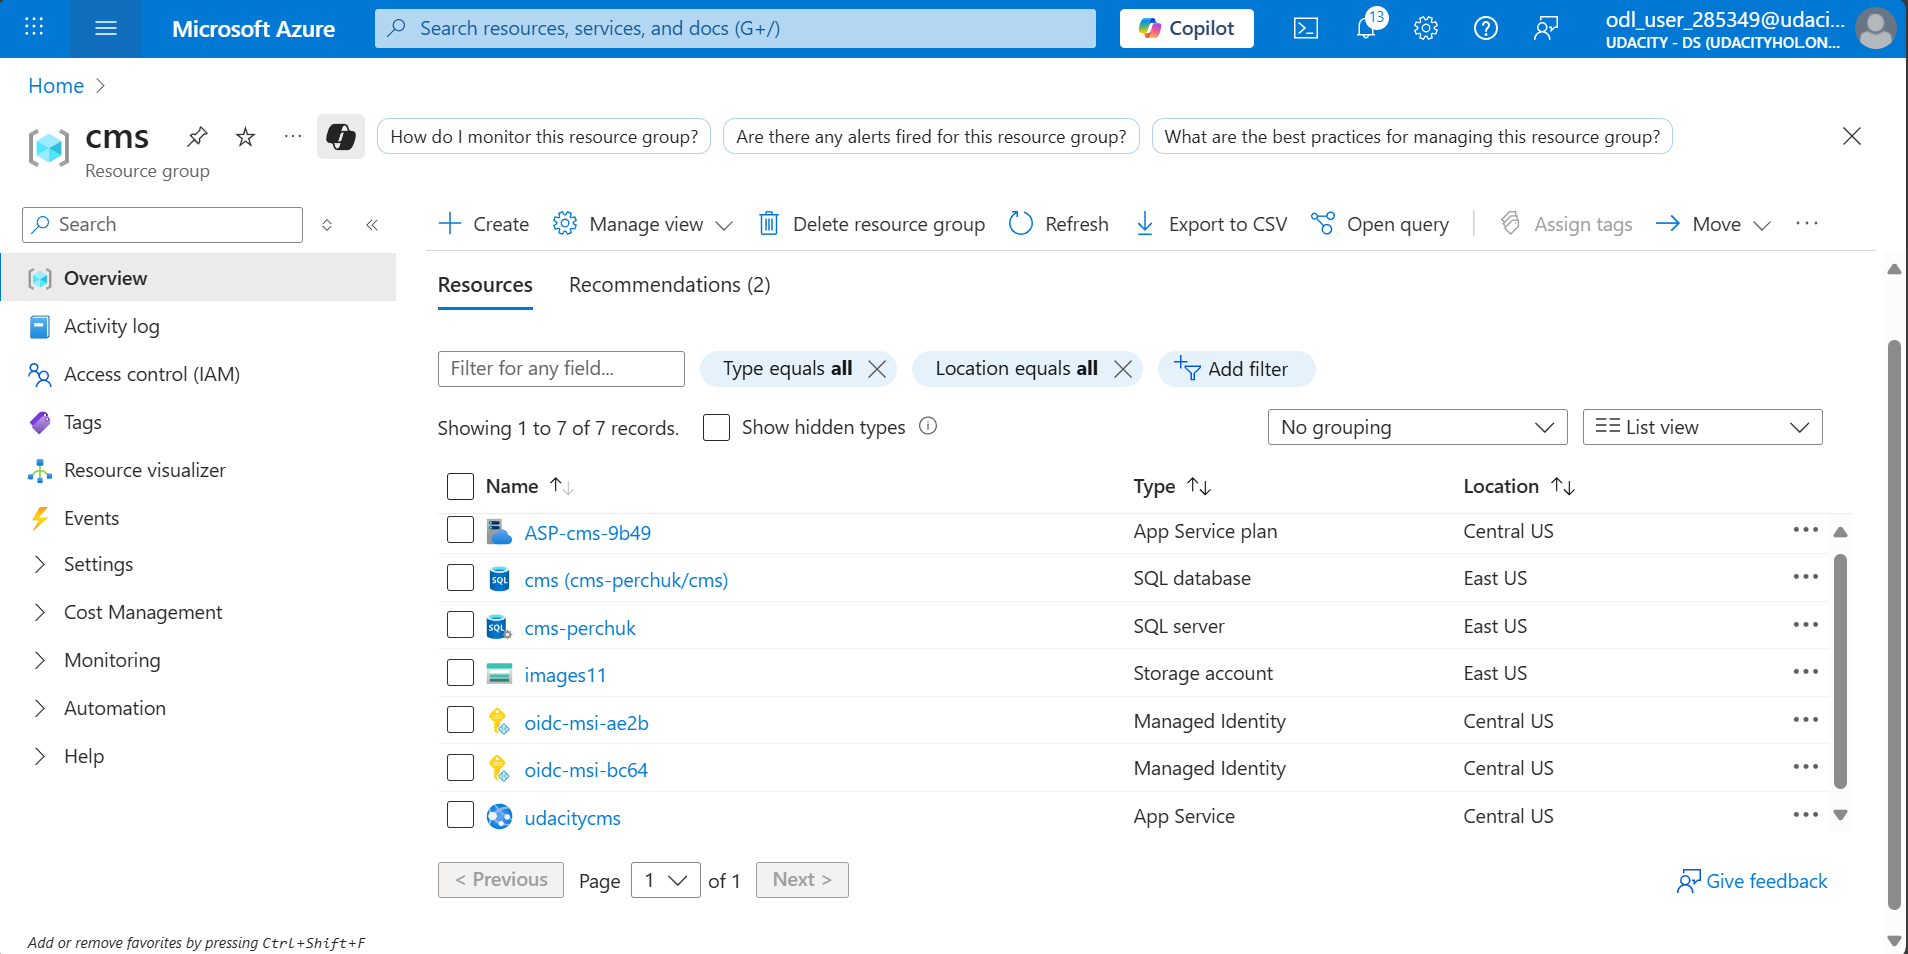 Microsoft Azure
Search resources, services, and docs (G+/)
Copilot
13
odl_user_285349@udaci...
UDACITY - DS (UDACITYHOL.ON...
Home
cms
Resource group
How do I monitor this resource group?
Are there any alerts fired for this resource group?
What are the best practices for managing this resource group?
Search
Create
Manage view
Delete resource group
Refresh
Export to CSV
Open query
Assign tags
Move
Overview
Activity log
Access control (IAM)
Tags
Resource visualizer
Events
Settings
Cost Management
Monitoring
Automation
Help
Add or remove favorites by pressing Ctrl+Shift+F
Resources
Recommendations (2)
Filter for any field...
Type equals all
Location equals all
Add filter
Showing 1 to 7 of 7 records.
Show hidden types
No grouping
List view
Name
Type
Location
ASP-cms-9b49
App Service plan
Central US
SQL
cms (cms-perchuk/cms)
SQL database
East US
SQL
cms-perchuk
SQL server
East US
images11
Storage account
East US
oidc-msi-ae2b
Managed Identity
Central US
oidc-msi-bc64
Managed Identity
Central US
udacitycms
App Service
Central US
< Previous
Page
1
of 1
Next >
Give feedback